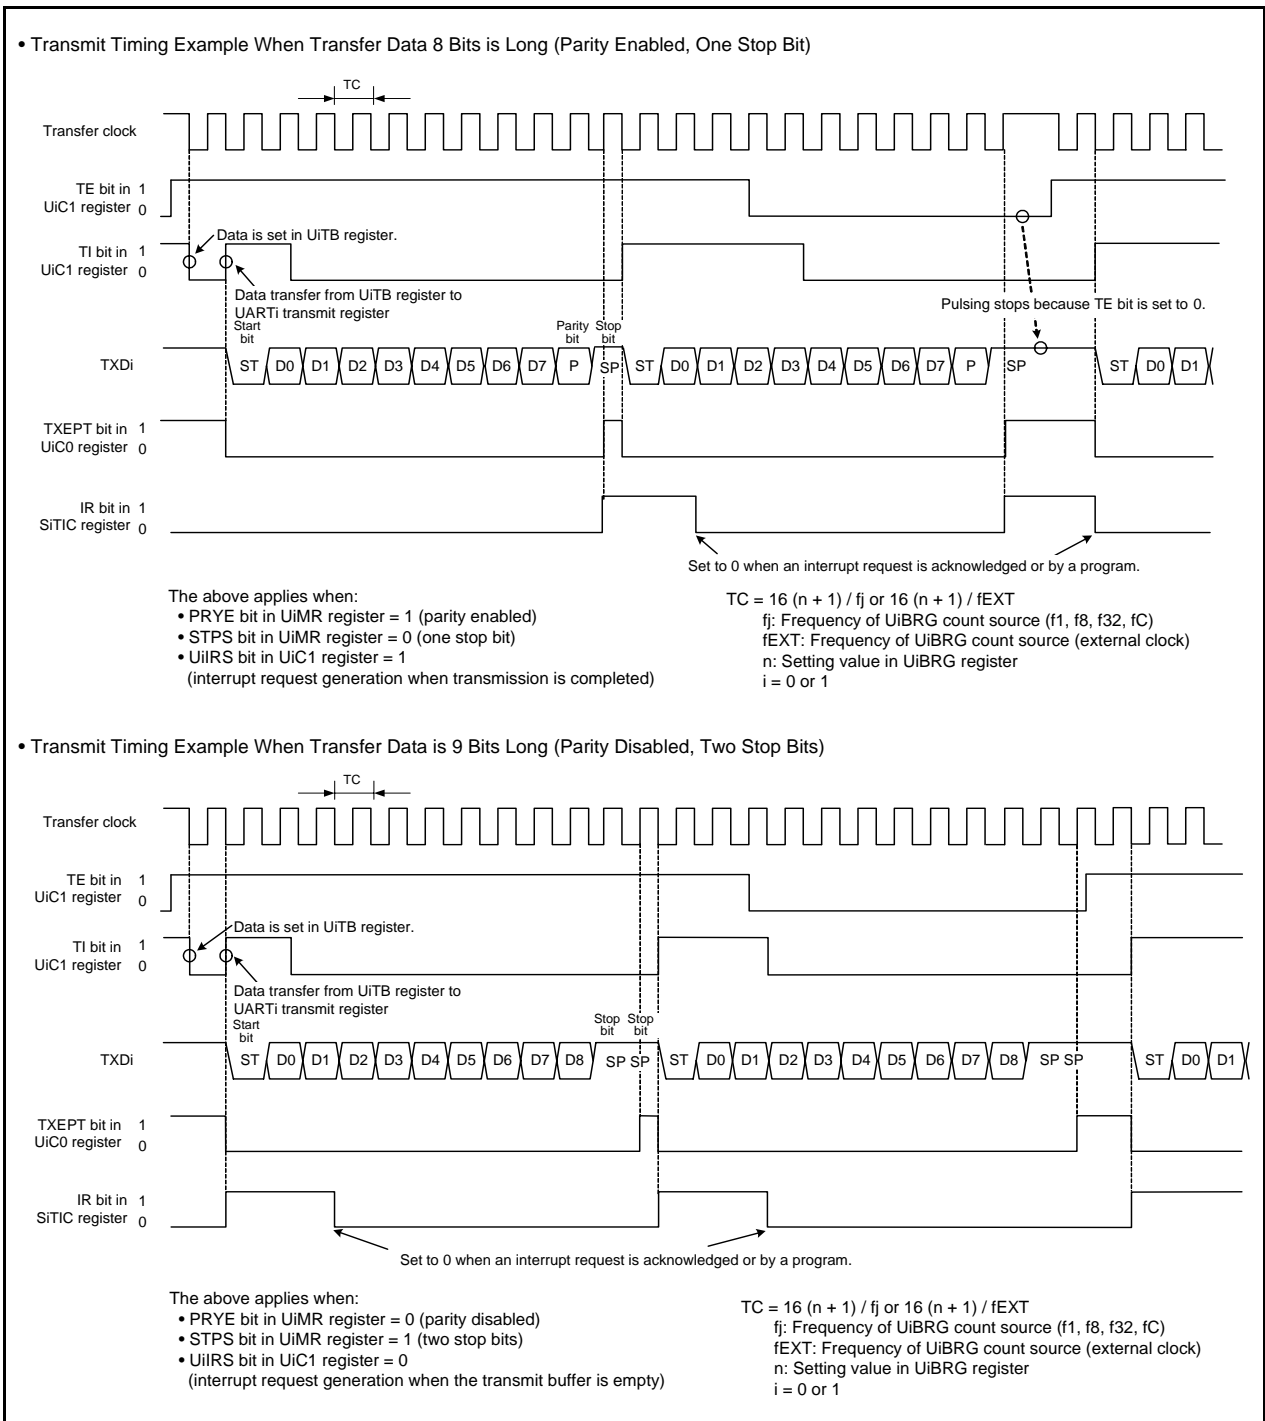 • Transmit Timing Example When Transfer Data 8 Bits is Long (Parity Enabled, One Stop Bit)
TC
Transfer clock
TE bit in 1
UiC1 register 0
Data is set in UiTB register.
TI bit in 1
UiC1 register 0
Data transfer from UiTB register to
UARTi transmit register
Pulsing stops because TE bit is set to 0.
Start
bit
Parity
bit
Stop
bit
TXDi
ST D0 D1 D2 D3 D4 D5 D6 D7 P SP ST D0 D1 D2 D3 D4 D5 D6 D7 P SP ST D0 D1
TXEPT bit in 1
UiC0 register 0
IR bit in 1
SiTIC register 0
Set to 0 when an interrupt request is acknowledged or by a program.
The above applies when:
• PRYE bit in UiMR register = 1 (parity enabled)
• STPS bit in UiMR register = 0 (one stop bit)
• UiIRS bit in UiC1 register = 1
(interrupt request generation when transmission is completed)
TC = 16 (n + 1) / fj or 16 (n + 1) / fEXT
fj: Frequency of UiBRG count source (f1, f8, f32, fC)
fEXT: Frequency of UiBRG count source (external clock)
n: Setting value in UiBRG register
i = 0 or 1
• Transmit Timing Example When Transfer Data is 9 Bits Long (Parity Disabled, Two Stop Bits)
TC
Transfer clock
TE bit in 1
UiC1 register 0
Data is set in UiTB register.
TI bit in 1
UiC1 register 0
Data transfer from UiTB register to
UARTi transmit register
Start
bit
Stop
bit
Stop
bit
TXDi
ST D0 D1 D2 D3 D4 D5 D6 D7 D8 SP SP ST D0 D1 D2 D3 D4 D5 D6 D7 D8 SP SP ST D0 D1
TXEPT bit in 1
UiC0 register 0
IR bit in 1
SiTIC register 0
Set to 0 when an interrupt request is acknowledged or by a program.
The above applies when:
• PRYE bit in UiMR register = 0 (parity disabled)
• STPS bit in UiMR register = 1 (two stop bits)
• UiIRS bit in UiC1 register = 0
(interrupt request generation when the transmit buffer is empty)
TC = 16 (n + 1) / fj or 16 (n + 1) / fEXT
fj: Frequency of UiBRG count source (f1, f8, f32, fC)
fEXT: Frequency of UiBRG count source (external clock)
n: Setting value in UiBRG register
i = 0 or 1